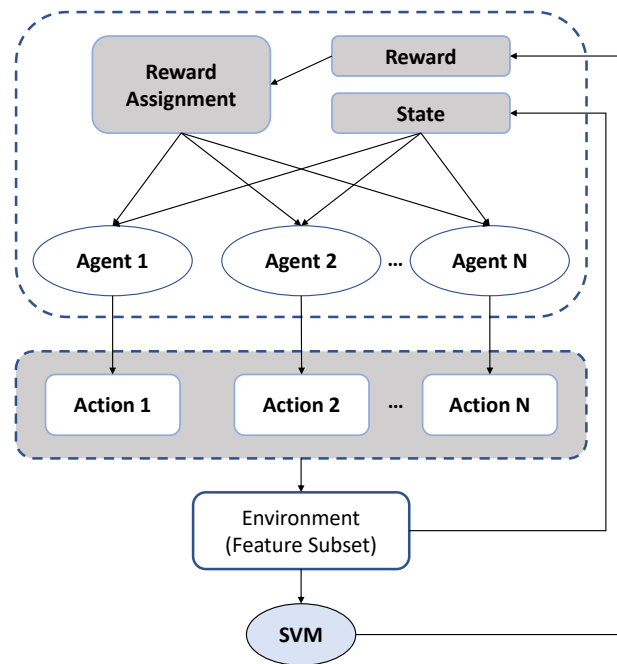 Reward
Assignment
Reward
State
Agent 1
Agent 2
...
Agent N
Action 1
Action 2
...
Action N
Environment
(Feature Subset)
SVM